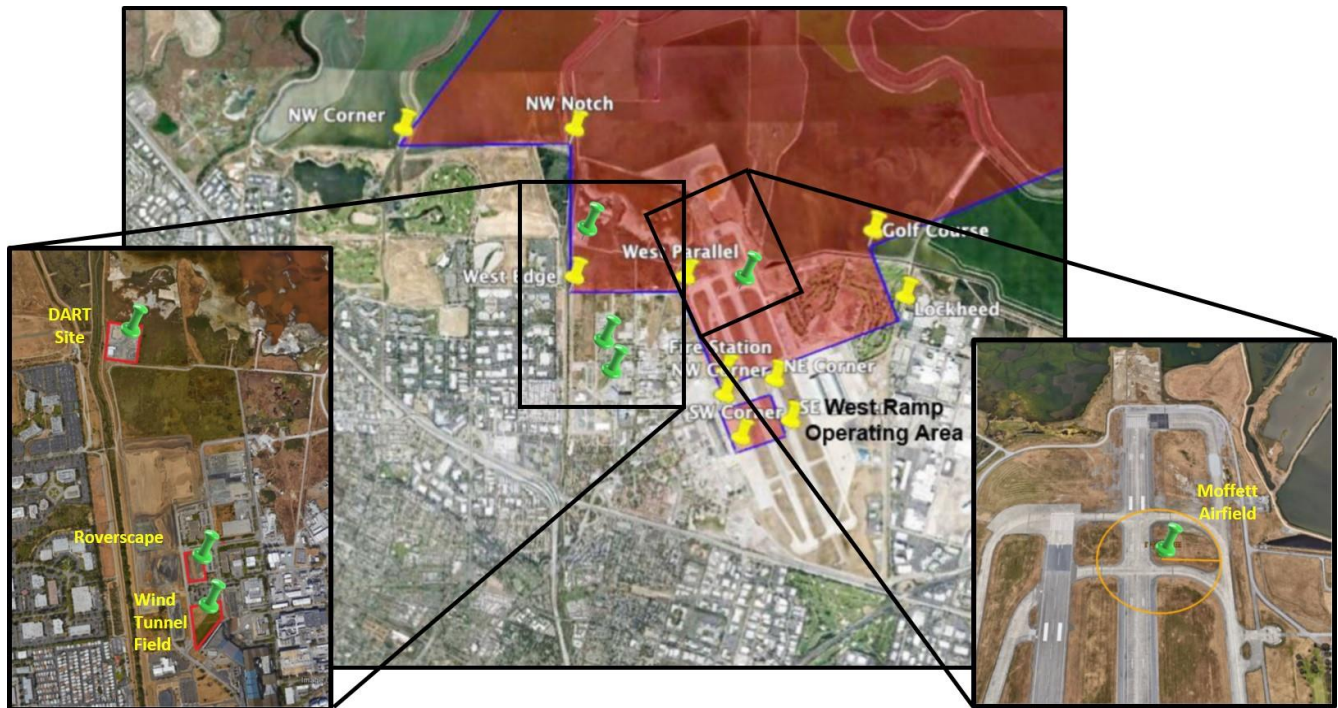 NW Corner
NW Notch
Golf Course
West Parallel
West Edge
Lockheed
DART
Site
Fire Station
NW Corner
NE Corner
SW Corner
SE
West Ramp
Operating Area
Moffett
Airfield
Roverscape
Wind
Tunnel
Field